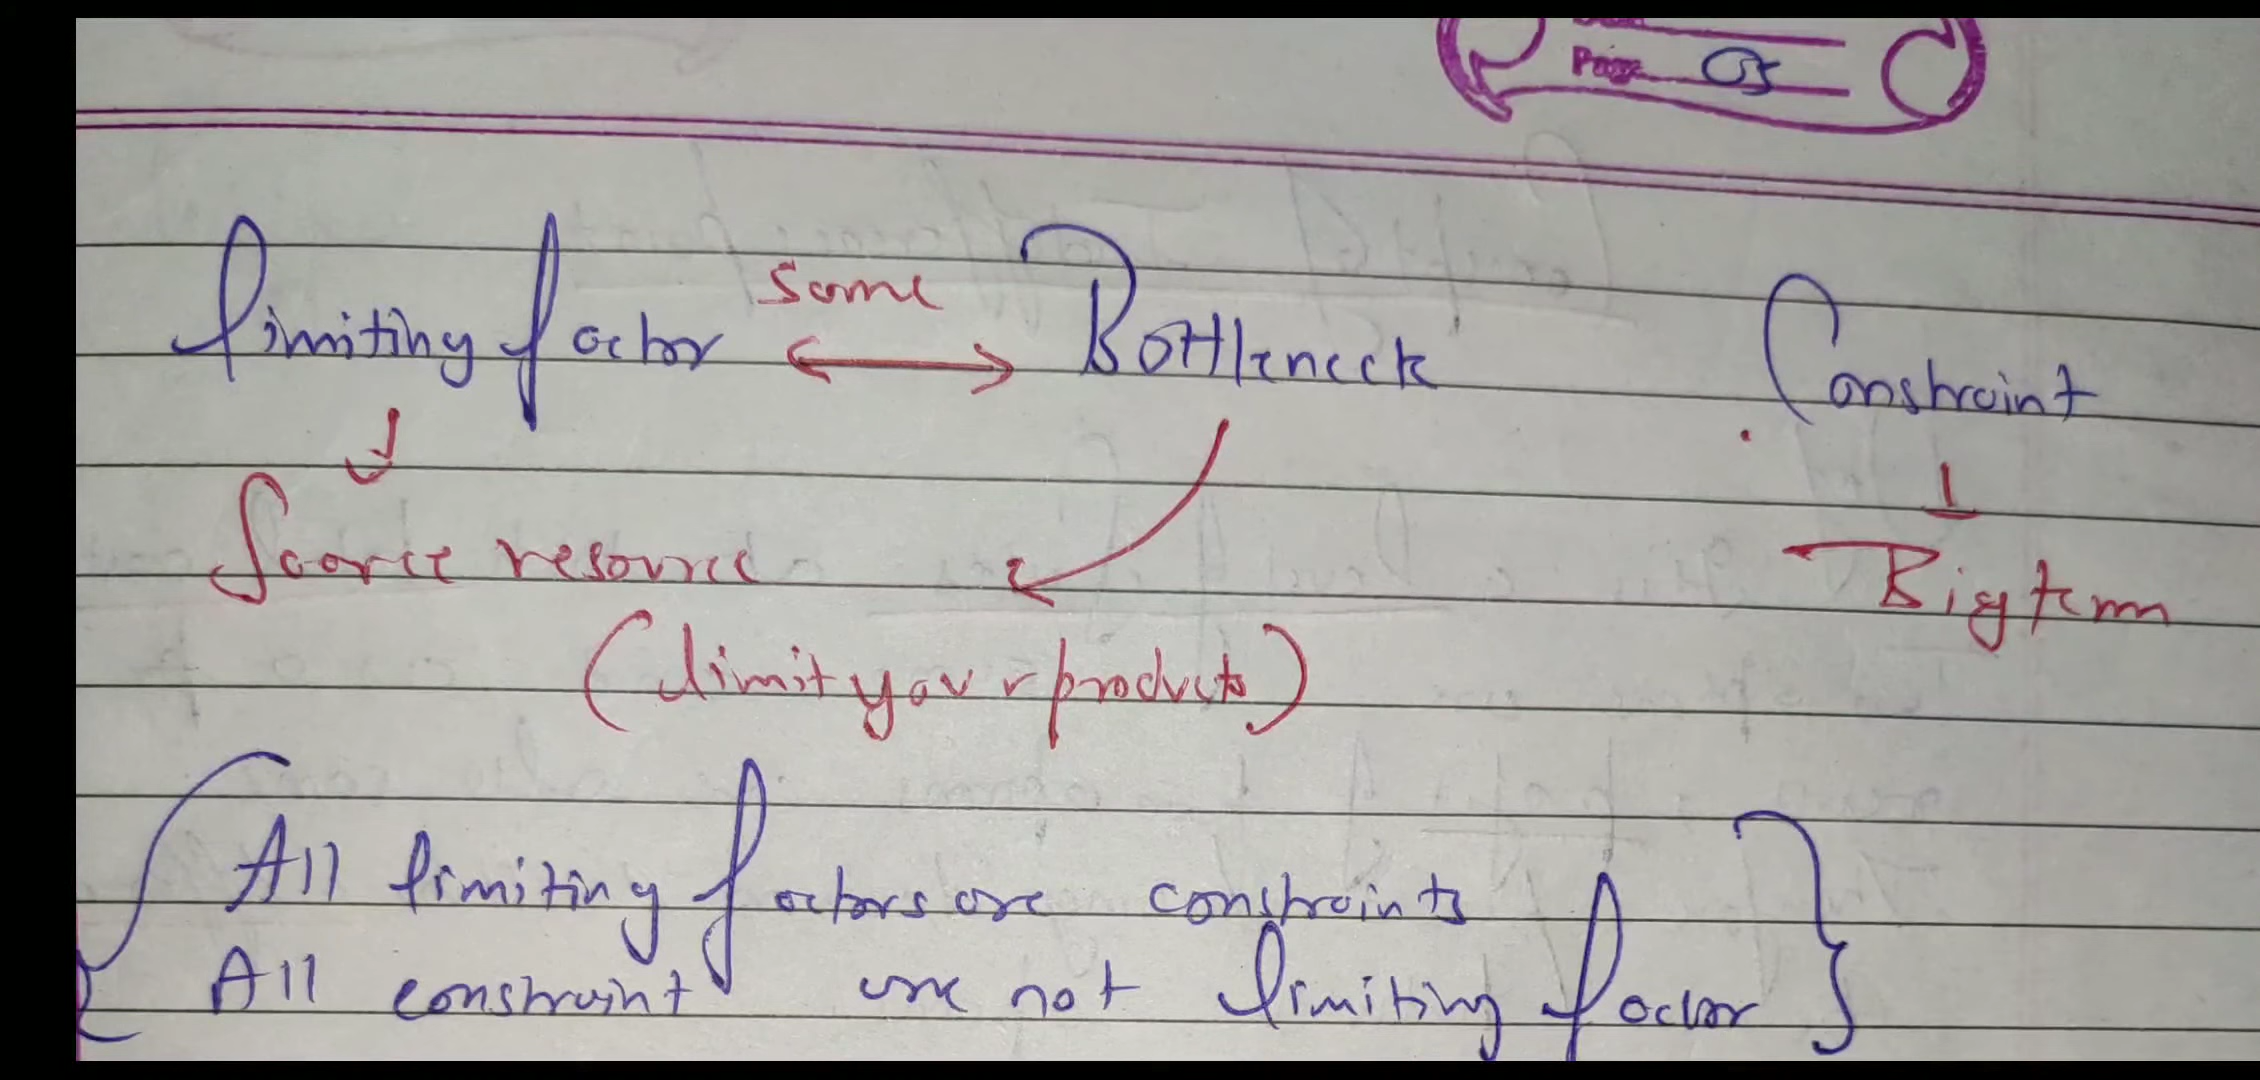 Page 05
Limiting factor same Bottleneck Constraint
Scarce resource Big term
(limit your products)
All limiting factors are constraints
All constraint are not limiting factor